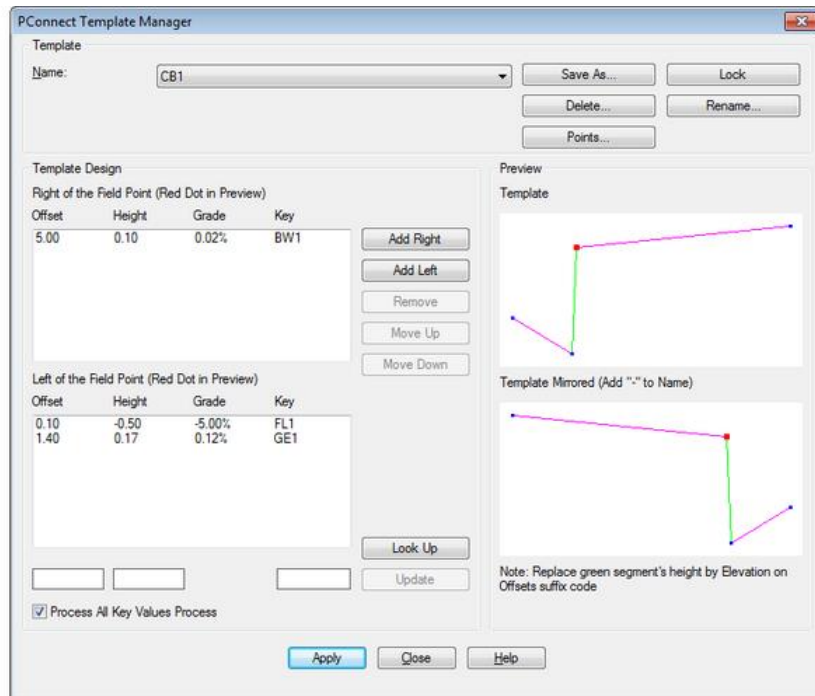 PConnect Template Manager
Template
Name:
CB1
Save As...
Lock
Delete...
Rename...
Points...
Template Design
Right of the Field Point (Red Dot in Preview)
Offset Height Grade Key
5.00 0.10 0.02% BW1
Add Right
Add Left
Remove
Move Up
Move Down
Left of the Field Point (Red Dot in Preview)
Offset Height Grade Key
0.10 -0.50 -5.00% FL1
1.40 0.17 0.12% GE1
Look Up
Update
Process All Key Values Process
Preview
Template
Template Mirrored (Add "-" to Name)
Note: Replace green segment's height by Elevation on
Offsets suffix code
Apply
Close
Help